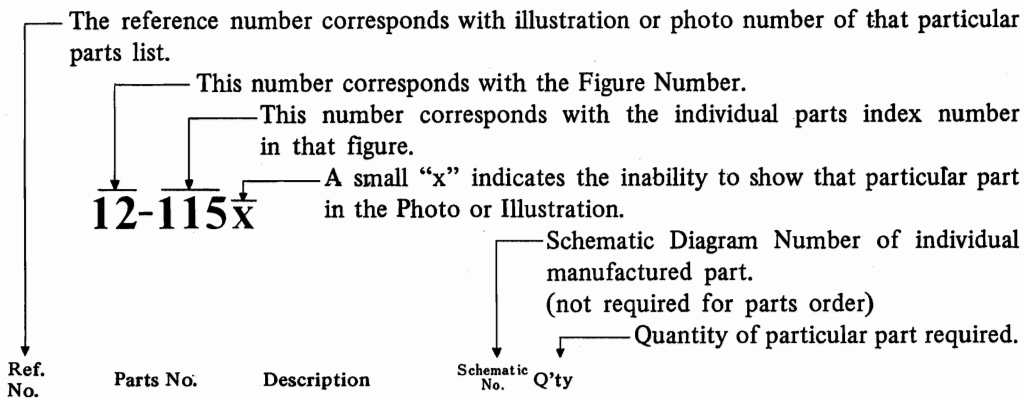 The reference number corresponds with illustration or photo number of that particular
parts list.
This number corresponds with the Figure Number.
This number corresponds with the individual parts index number
in that figure.
A small “x” indicates the inability to show that particular part
in the Photo or Illustration.
12-115x
Schematic Diagram Number of individual
manufactured part.
(not required for parts order)
Quantity of particular part required.
Ref.
No.
Parts No.
Description
Schematic
No.
Q'ty